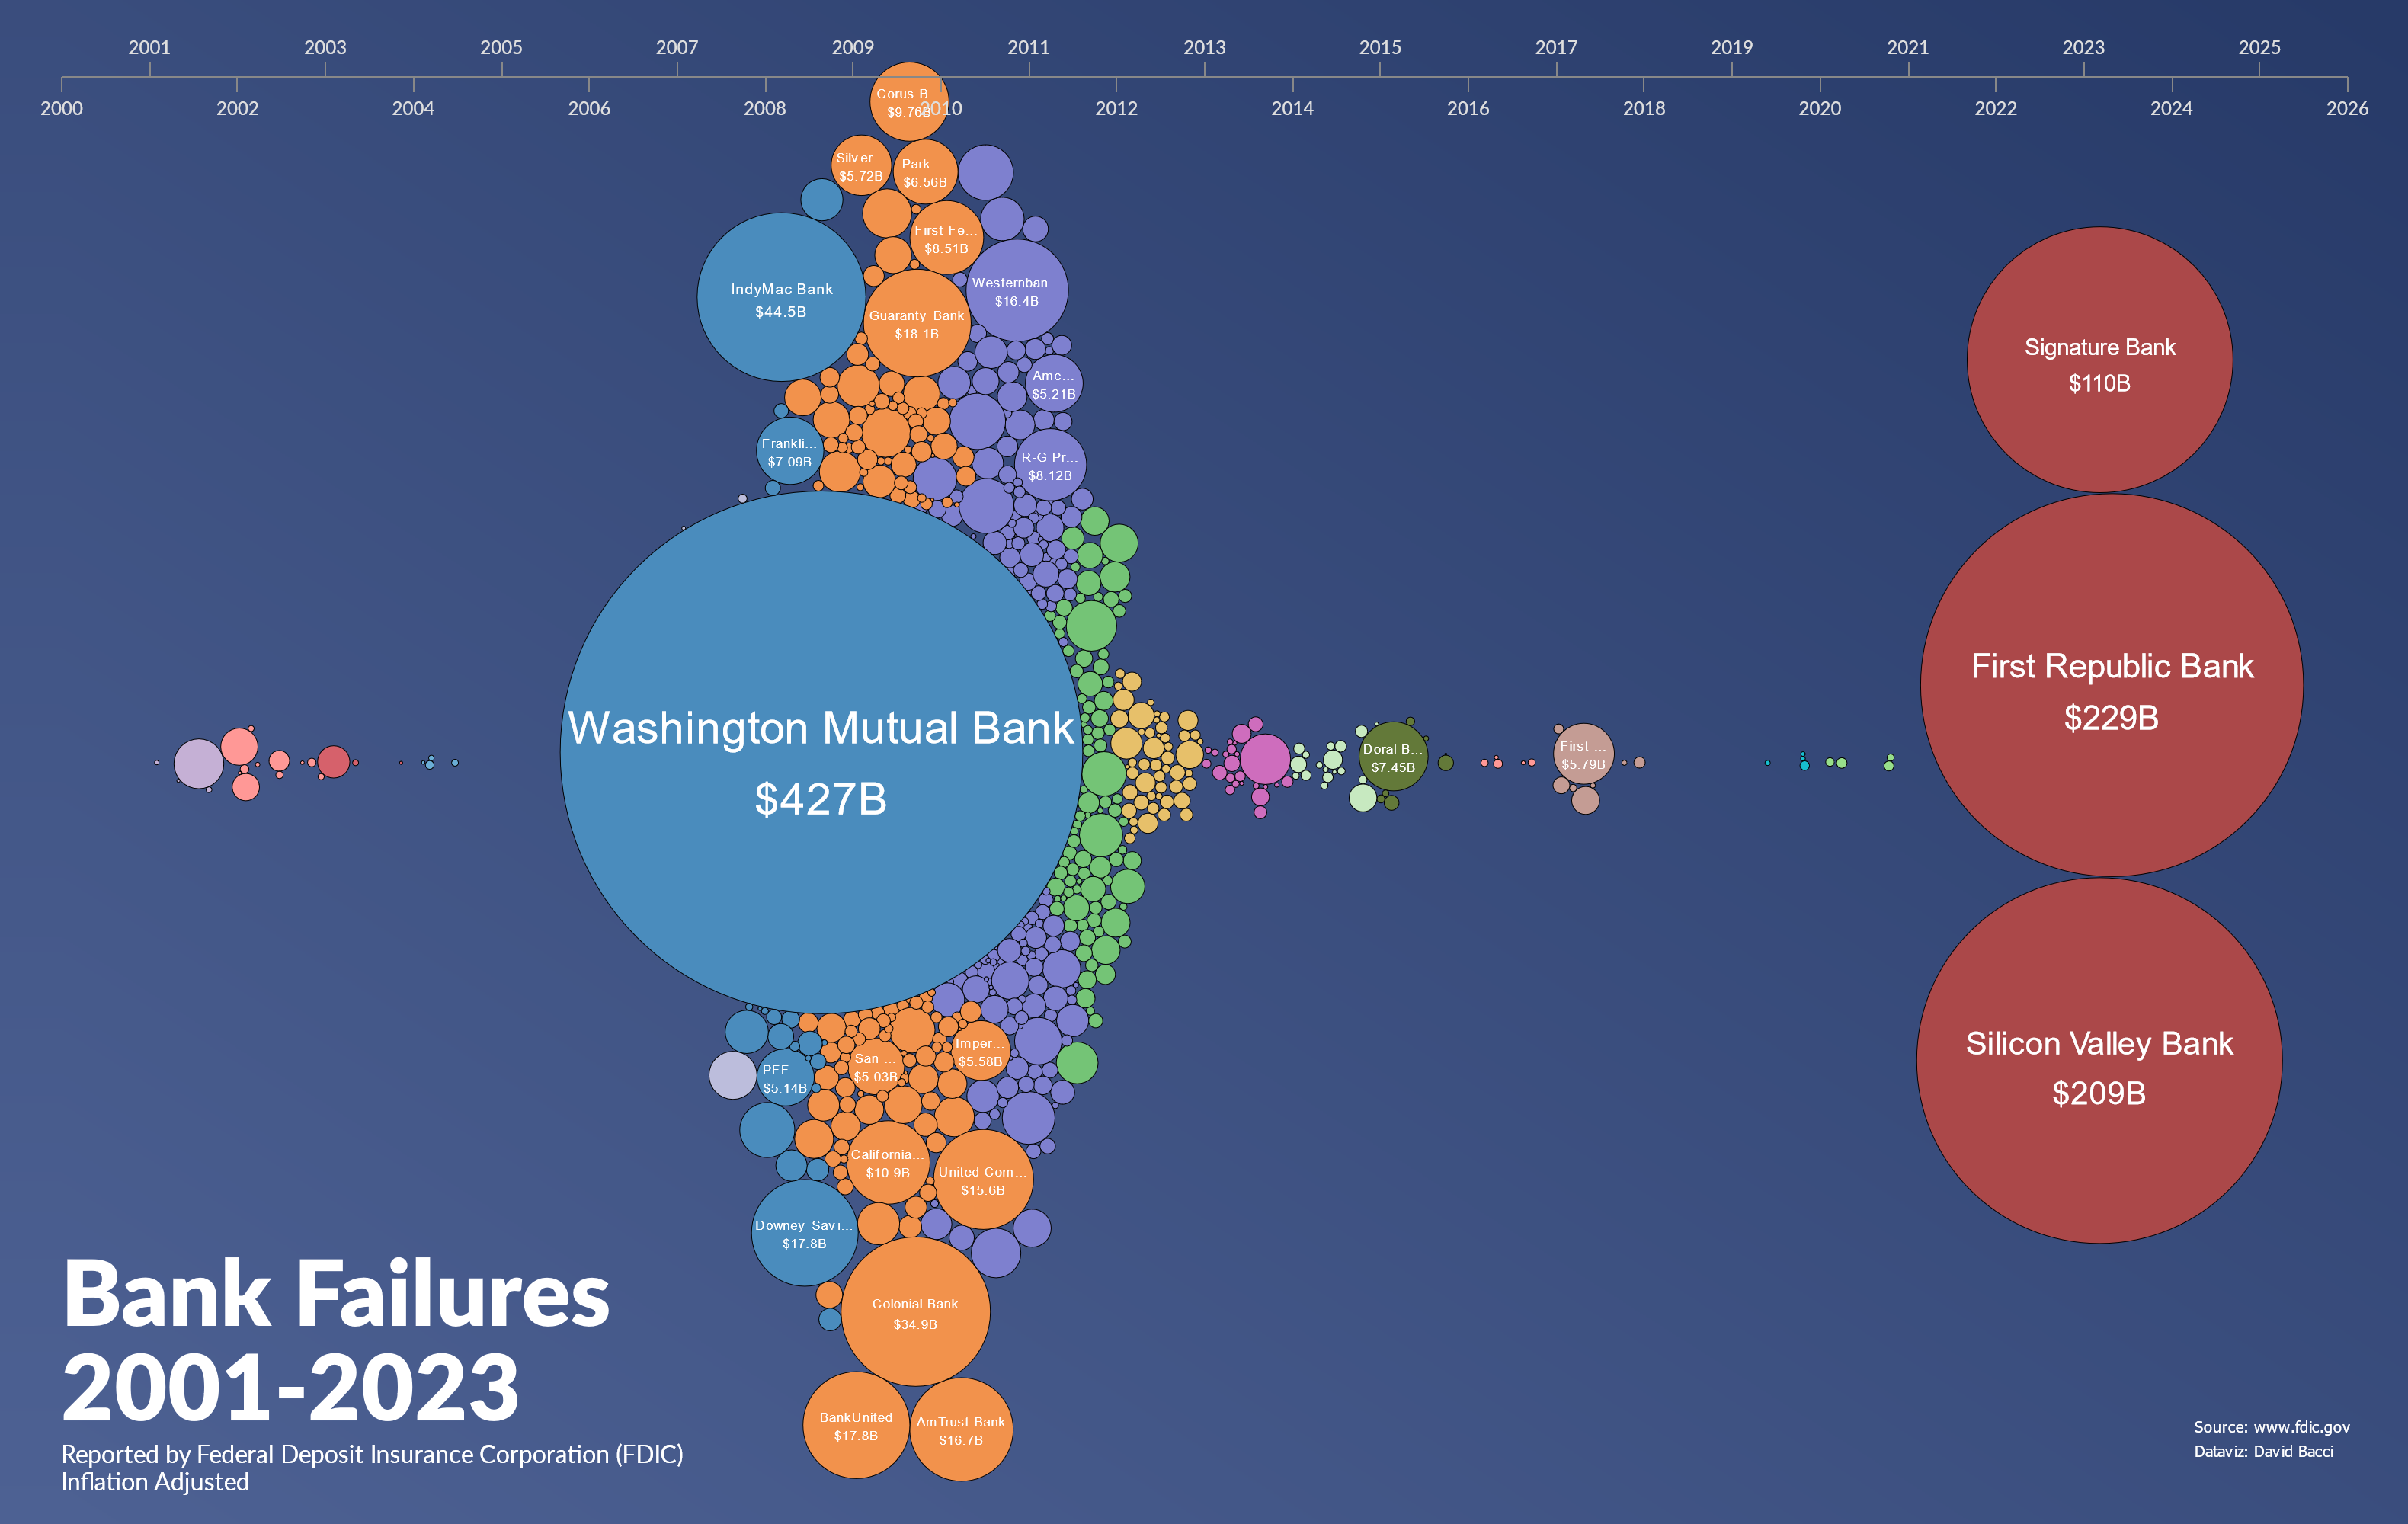 2001 2003 2005 2007 2009 2011 2013 2015 2017 2019 2021 2023 2025
2000 2002 2004 2006 2008 2010 2012 2014 2016 2018 2020 2022 2024 2026
Corus B...
$9.76B
Silver...
$5.72B
Park ...
$6.56B
First Fe...
$8.51B
IndyMac Bank
$44.5B
Westernban...
$16.4B
Guaranty Bank
$18.1B
Amc...
$5.21B
Frankli...
$7.09B
R-G Pr...
$8.12B
Signature Bank
$110B
First Republic Bank
$229B
Washington Mutual Bank
$427B
Doral B...
$7.45B
First ...
$5.79B
Silicon Valley Bank
$209B
PFF ...
$5.14B
San ...
$5.03B
Imper...
$5.58B
California...
$10.9B
United Com...
$15.6B
Downey Savi...
$17.8B
Colonial Bank
$34.9B
BankUnited
$17.8B
AmTrust Bank
$16.7B
Bank Failures
2001-2023
Reported by Federal Deposit Insurance Corporation (FDIC)
Inflation Adjusted
Source: www.fdic.gov
Dataviz: David Bacci